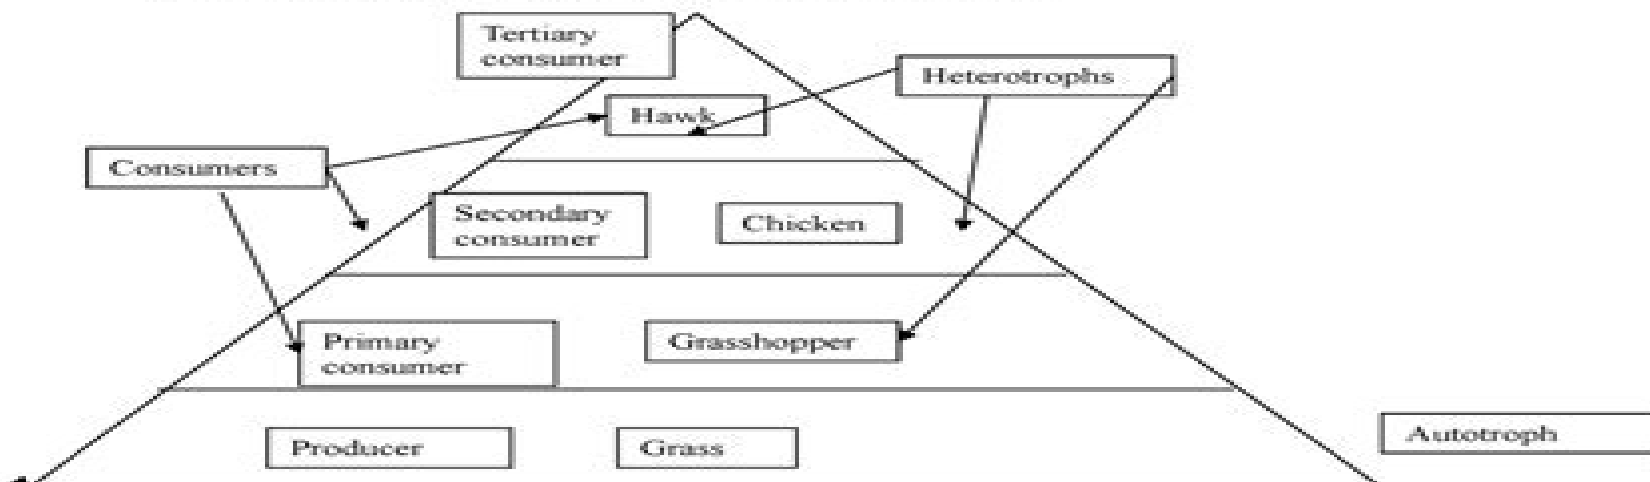 Tertiary
consumer
Heterotrophs
Hawk
Consumers
Secondary
consumer
Chicken
Primary
consumer
Grasshopper
Producer
Grass
Autotroph